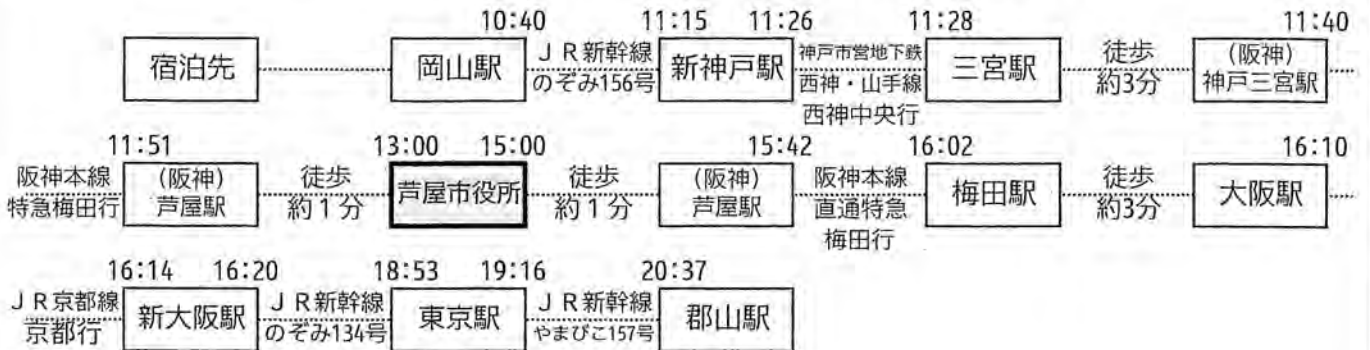 10:40 11:15 11:26 11:28 11:40
宿泊先 岡山駅 JR新幹線 のぞみ156号 新神戸駅 神戸市営地下鉄 西神・山手線 西神中央行 三宮駅 徒歩 約3分 (阪神) 神戸三宮駅
11:51 13:00 15:00 15:42 16:02 16:10
阪神本線 特急梅田行 (阪神) 芦屋駅 徒歩 約1分 芦屋市役所 徒歩 約1分 (阪神) 芦屋駅 阪神本線 直通特急 梅田行 梅田駅 徒歩 約3分 大阪駅
16:14 16:20 18:53 19:16 20:37
JR京都線 京都行 新大阪駅 JR新幹線 のぞみ134号 東京駅 JR新幹線 やまびこ157号 郡山駅